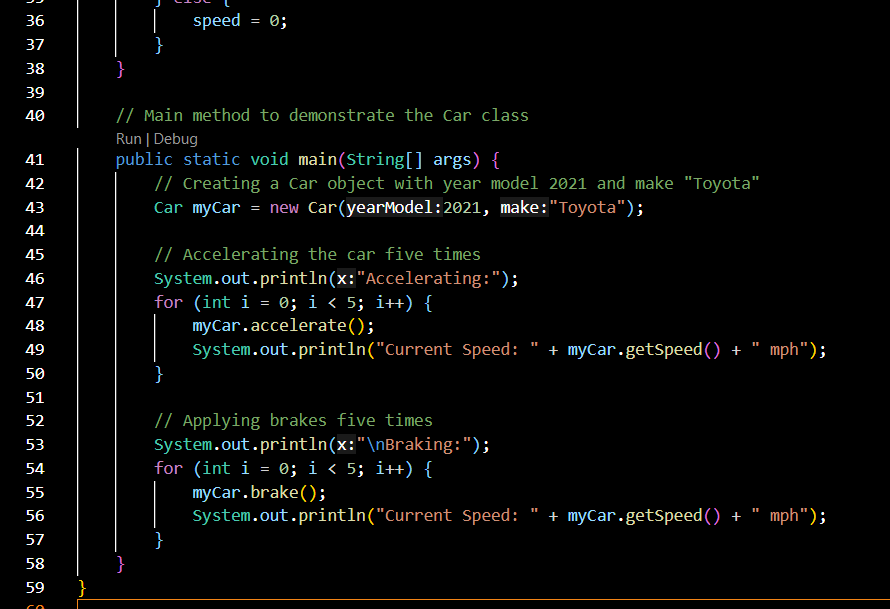 35 } else {
36 speed = 0;
37 }
38 }
39
40 // Main method to demonstrate the Car class
Run | Debug
41 public static void main(String[] args) {
42 // Creating a Car object with year model 2021 and make "Toyota"
43 Car myCar = new Car(yearModel:2021, make:"Toyota");
44
45 // Accelerating the car five times
46 System.out.println(x:"Accelerating:");
47 for (int i = 0; i < 5; i++) {
48 myCar.accelerate();
49 System.out.println("Current Speed: " + myCar.getSpeed() + " mph");
50 }
51
52 // Applying brakes five times
53 System.out.println(x:"\nBraking:");
54 for (int i = 0; i < 5; i++) {
55 myCar.brake();
56 System.out.println("Current Speed: " + myCar.getSpeed() + " mph");
57 }
58 }
59 }
60